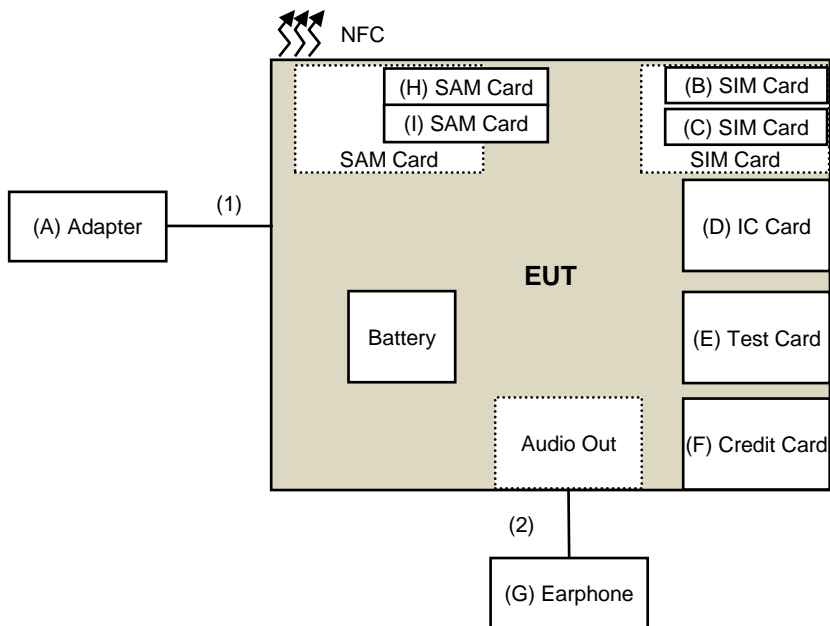 NFC
(H) SAM Card
(I) SAM Card
SAM Card
(B) SIM Card
(C) SIM Card
SIM Card
(A) Adapter
(1)
(D) IC Card
EUT
Battery
(E) Test Card
Audio Out
(F) Credit Card
(2)
(G) Earphone